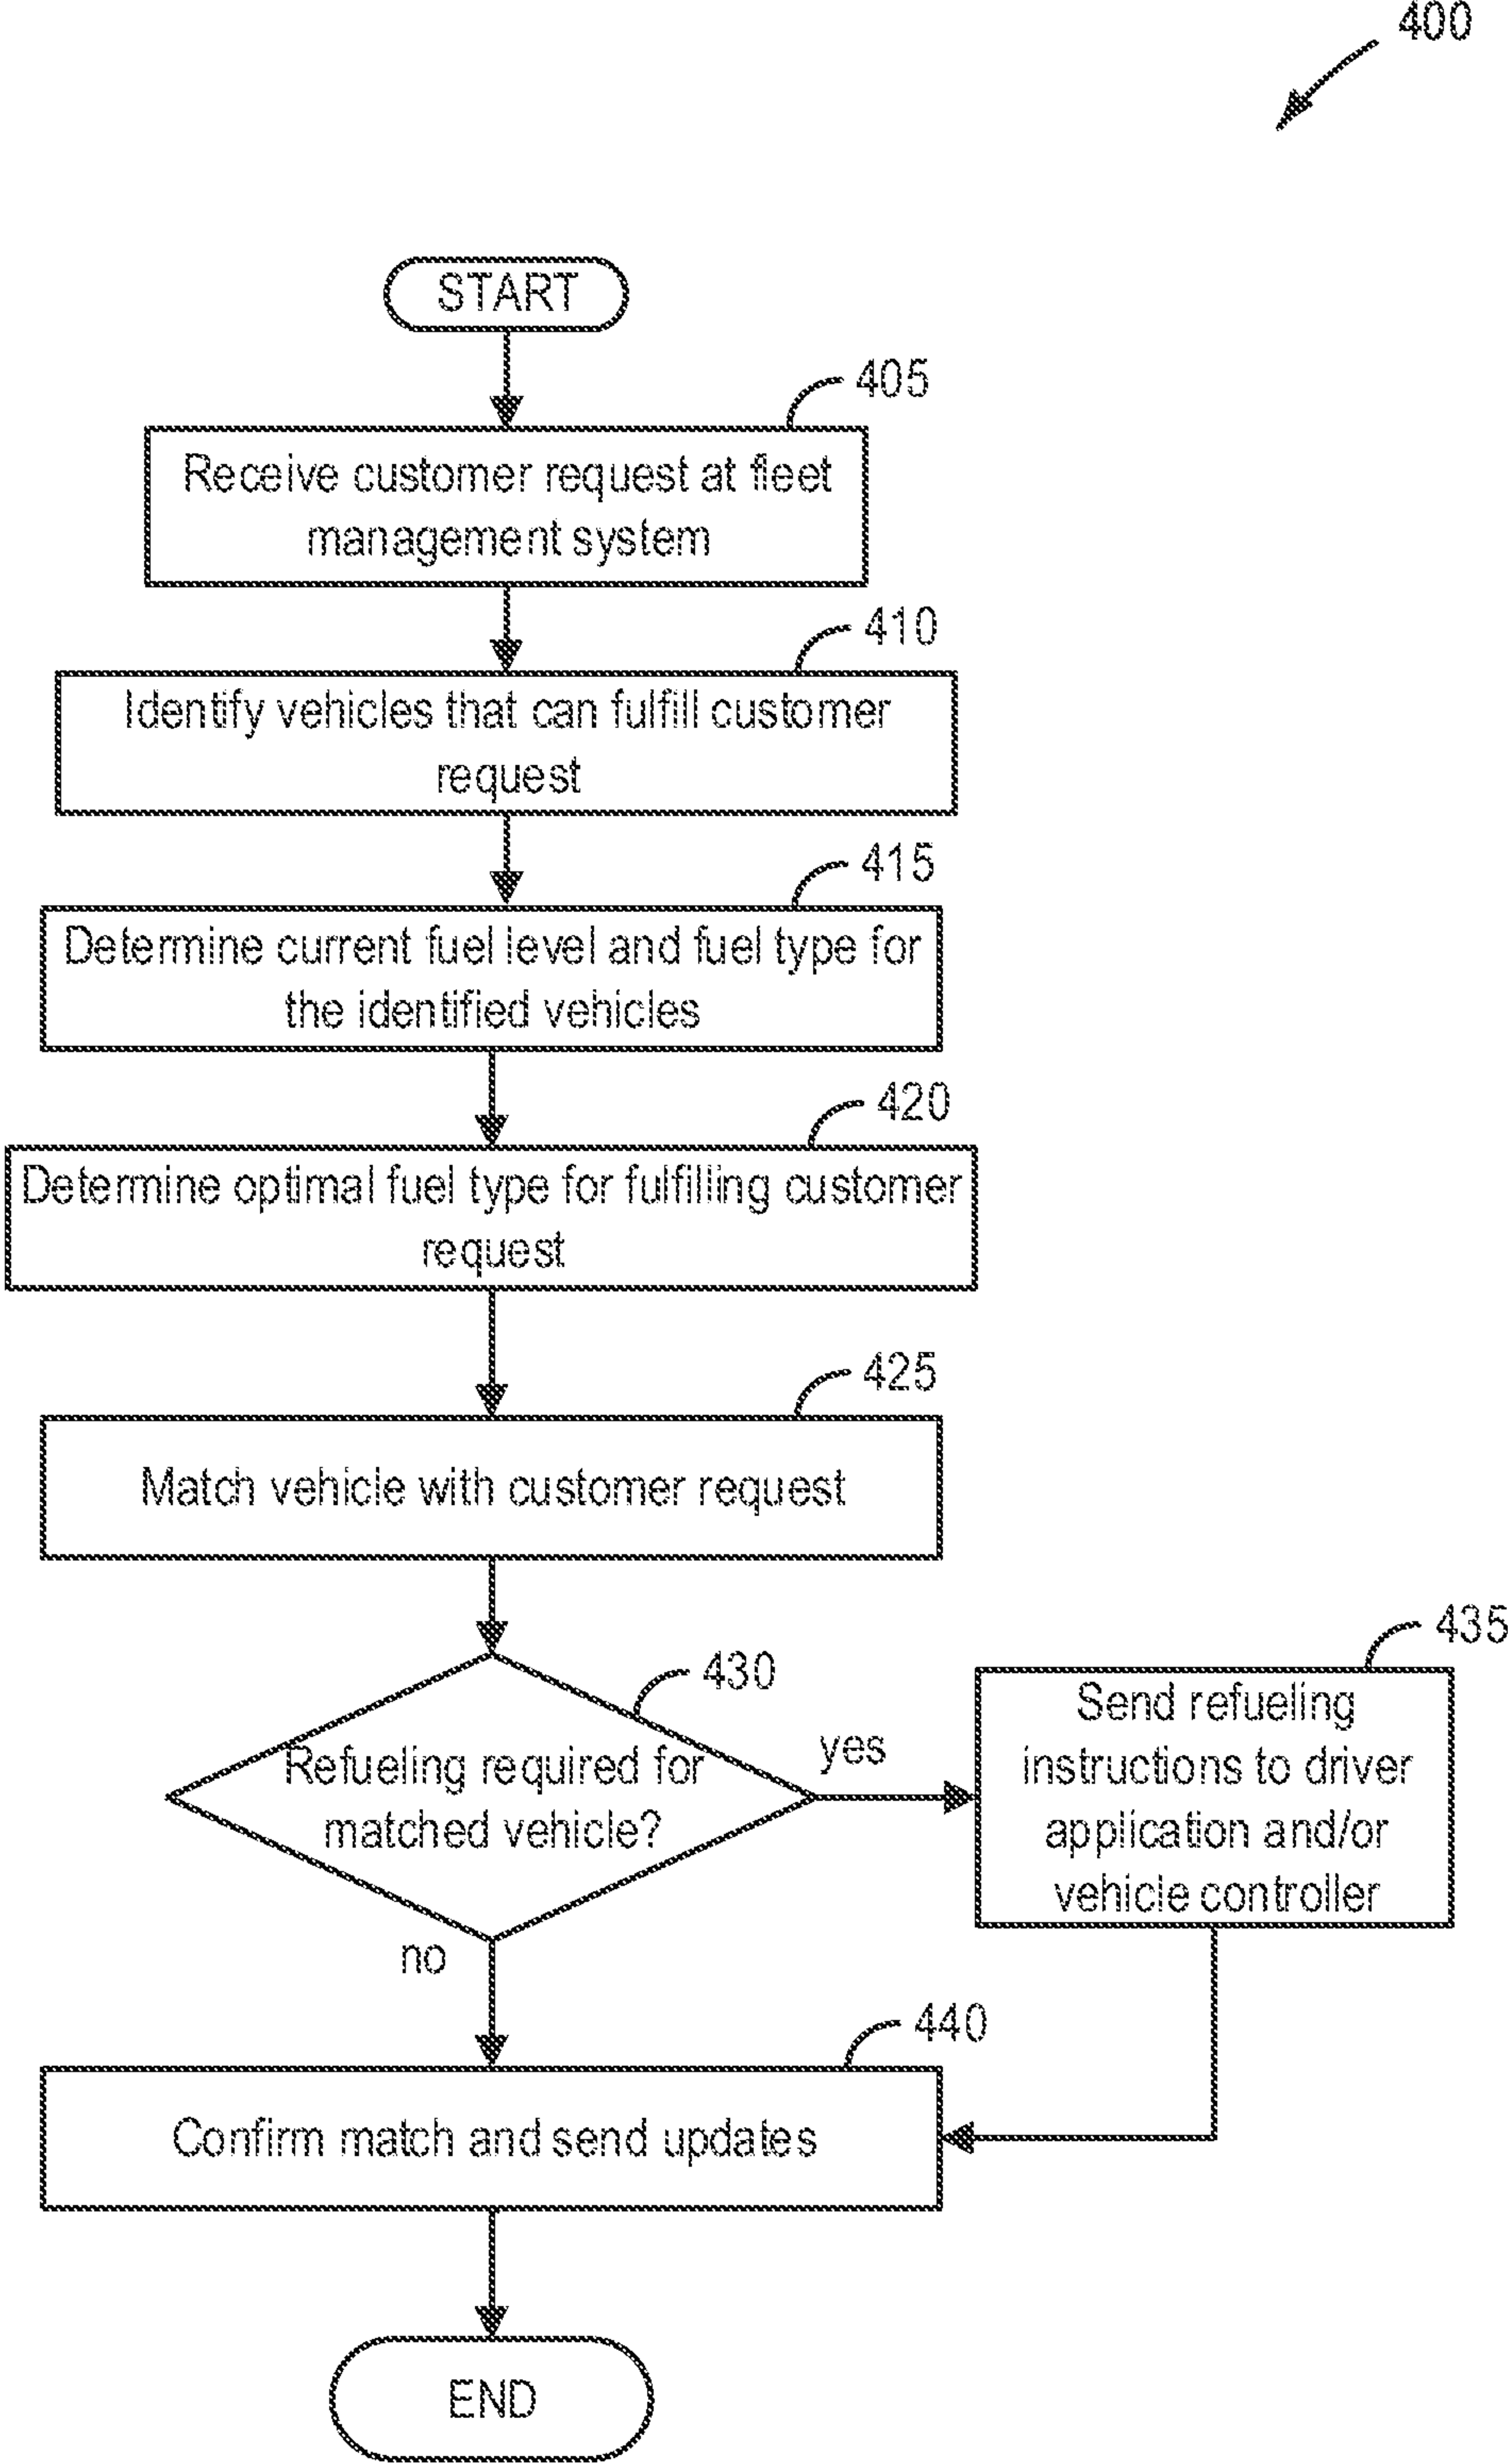 400
START
405
Receive customer request at fleet
management system
410
Identify vehicles that can fulfill customer
request
415
Determine current fuel level and fuel type for
the identified vehicles
420
Determine optimal fuel type for fulfilling customer
request
425
Match vehicle with customer request
430
Refueling required for
matched vehicle?
yes
435
Send refueling
instructions to driver
application and/or
vehicle controller
no
440
Confirm match and send updates
END